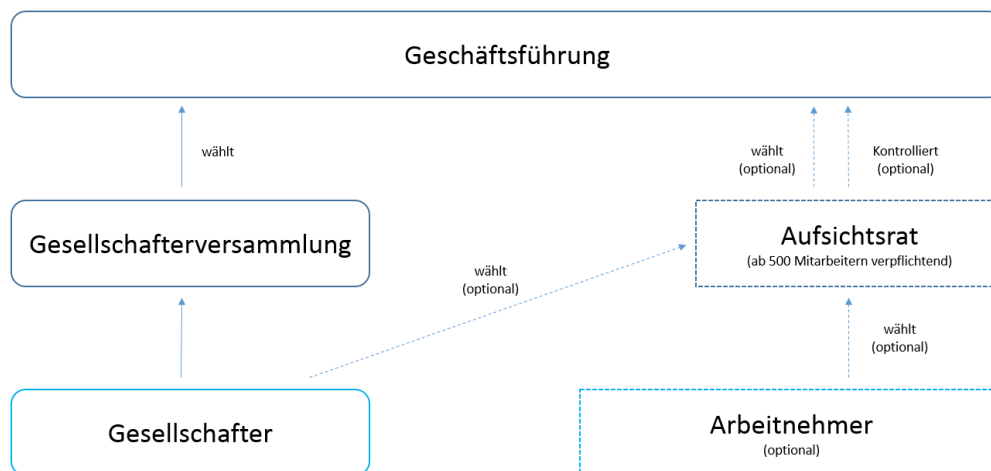 Geschäftsführung
wählt
wählt
(optional)
Kontrolliert
(optional)
Gesellschafterversammlung
Aufsichtsrat
(ab 500 Mitarbeitern verpflichtend)
wählt
(optional)
wählt
(optional)
Gesellschafter
Arbeitnehmer
(optional)